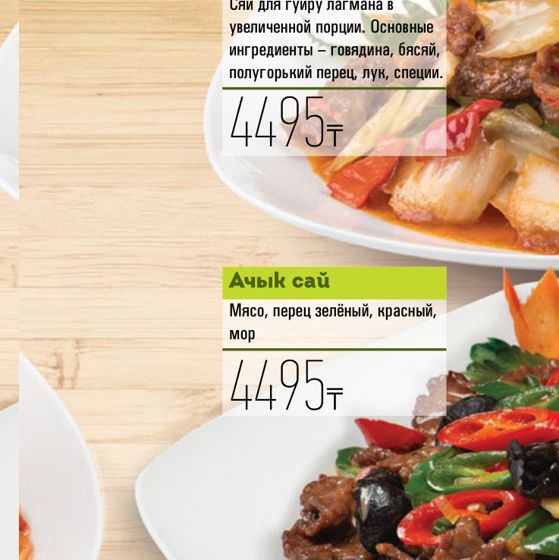 Сяй для гуйру лагмана в
увеличенной порции. Основные
ингредиенты – говядина, бясяй,
полугорький перец, лук, специи.
4495₸
Ачык сай
Мясо, перец зелёный, красный,
мор
4495₸